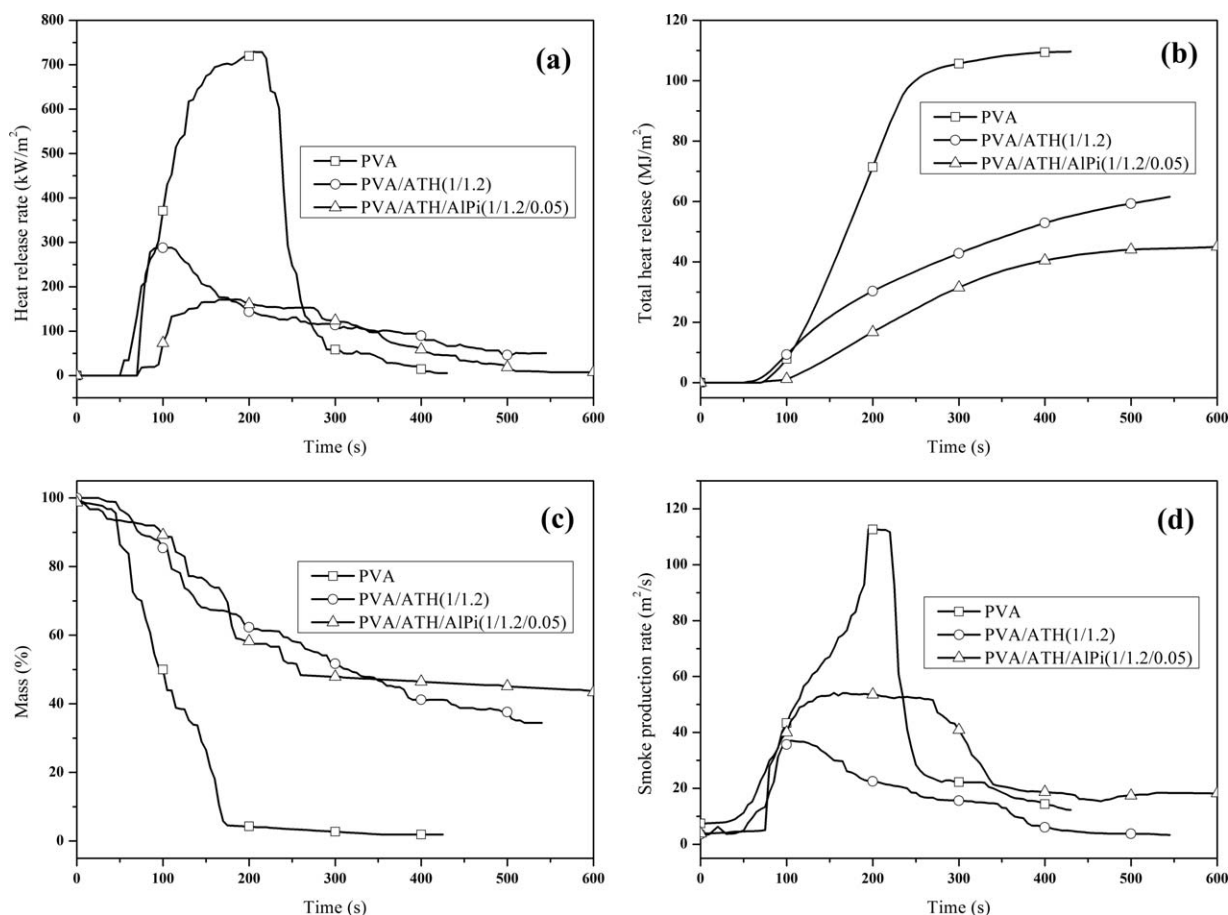 (a)
Heat release rate (kW/m²)
800
700
600
500
400
300
200
100
0
PVA
PVA/ATH(1/1.2)
PVA/ATH/AlPi(1/1.2/0.05)
0 100 200 300 400 500 600
Time (s)
(b)
Total heat release (MJ/m²)
120
100
80
60
40
20
0
PVA
PVA/ATH(1/1.2)
PVA/ATH/AlPi(1/1.2/0.05)
0 100 200 300 400 500 600
Time (s)
(c)
Mass (%)
100
80
60
40
20
0
PVA
PVA/ATH(1/1.2)
PVA/ATH/AlPi(1/1.2/0.05)
0 100 200 300 400 500 600
Time (s)
(d)
Smoke production rate (m²/s)
120
100
80
60
40
20
0
PVA
PVA/ATH(1/1.2)
PVA/ATH/AlPi(1/1.2/0.05)
0 100 200 300 400 500 600
Time (s)